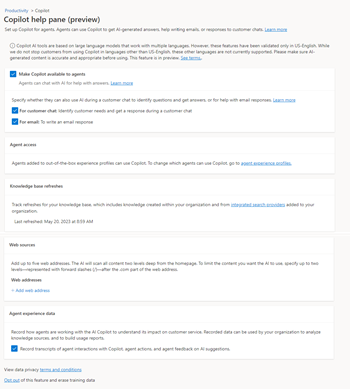 Productivity > Copilot
Copilot help pane (preview)
Set up Copilot for agents. Agents can use Copilot to get AI-generated answers, help writing emails, or responses to customer chats. Learn more
Copilot AI tools are based on large language models that work with multiple languages. However, these features have been validated only in US-English. While
we do not stop customers from using Copilot in languages other than US-English, these other languages are not currently supported. Please make sure AI-
generated content is accurate and appropriate before using. This feature is in preview. See terms.
Make Copilot available to agents
Agents can chat with AI for help with answers. Learn more
Specify whether they can also use AI during a customer chat to identify questions and get answers, or for help with email responses. Learn more
For customer chat: Identify customer needs and get a response during a customer chat
For email: To write an email response
Agent access
Agents added to out-of-the-box experience profiles can use Copilot. To change which agents can use Copilot, go to agent experience profiles.
Knowledge base refreshes
Track refreshes for your knowledge base, which includes knowledge created within your organization and from integrated search providers added to your
organization.
Last refreshed: May 20, 2023 at 8:59 AM
Web sources
Add up to five web addresses. The AI will scan all content two levels deep from the homepage. To limit the content you want the AI to use, specify up to two
levels—represented with forward slashes (/)—after the .com part of the web address.
Web addresses
+ Add web address
Agent experience data
Record how agents are working with the AI Copilot to understand its impact on customer service. Recorded data can be used by your organization to analyze
knowledge sources, and to build usage reports.
Record transcripts of agent interactions with Copilot, agent actions, and agent feedback on AI suggestions.
View data privacy terms and conditions
Opt out of this feature and erase training data